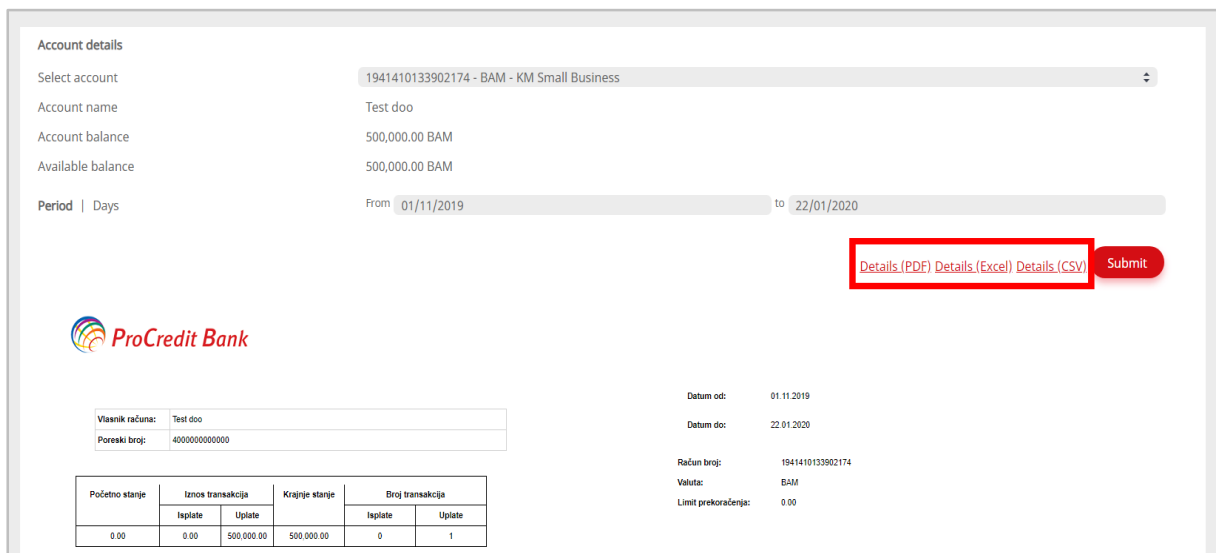 Account details
Select account 1941410133902174 - BAM - KM Small Business
Account name Test doo
Account balance 500,000.00 BAM
Available balance 500,000.00 BAM
Period | Days From 01/11/2019 to 22/01/2020
Details (PDF) Details (Excel) Details (CSV) Submit
ProCredit Bank
Datum od: 01.11.2019
Vlasnik računa: Test doo
Datum do: 22.01.2020
Poreski broj: 4000000000000
Račun broj: 1941410133902174
Valuta: BAM
Limit prekoračenja: 0.00
Početno stanje Iznos transakcija Krajnje stanje Broj transakcija
Isplate Uplate Isplate Uplate
0.00 0.00 500,000.00 500,000.00 0 1